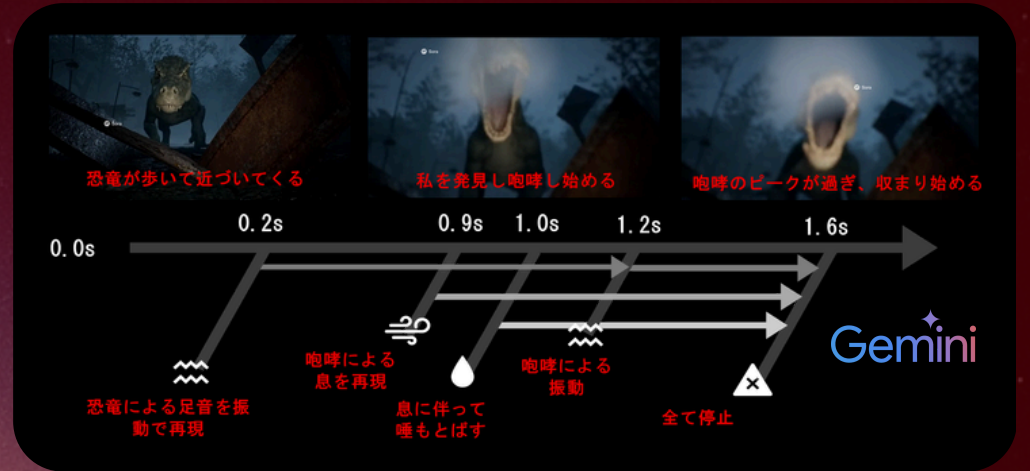 Sora
Sora
Sora
恐竜が歩いて近づいてくる
私を発見し咆哮し始める
咆哮のピークが過ぎ、収まり始める
0.0s
0.2s
0.9s
1.0s
1.2s
1.6s
恐竜による足音を振
動で再現
咆哮による
息を再現
息に伴って
唾もとばす
咆哮による
振動
全て停止
Gemini